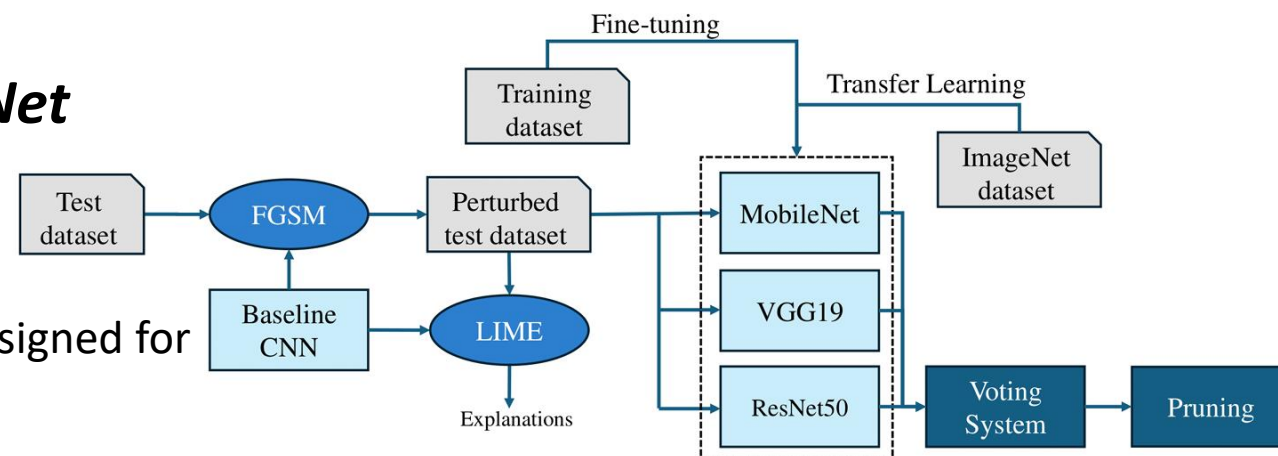 Fine-tuning
Net
Training
dataset
Transfer Learning
ImageNet
dataset
Test
dataset
FGSM
Perturbed
test dataset
MobileNet
Baseline
CNN
signed for
LIME
VGG19
Explanations
ResNet50
Voting
System
Pruning